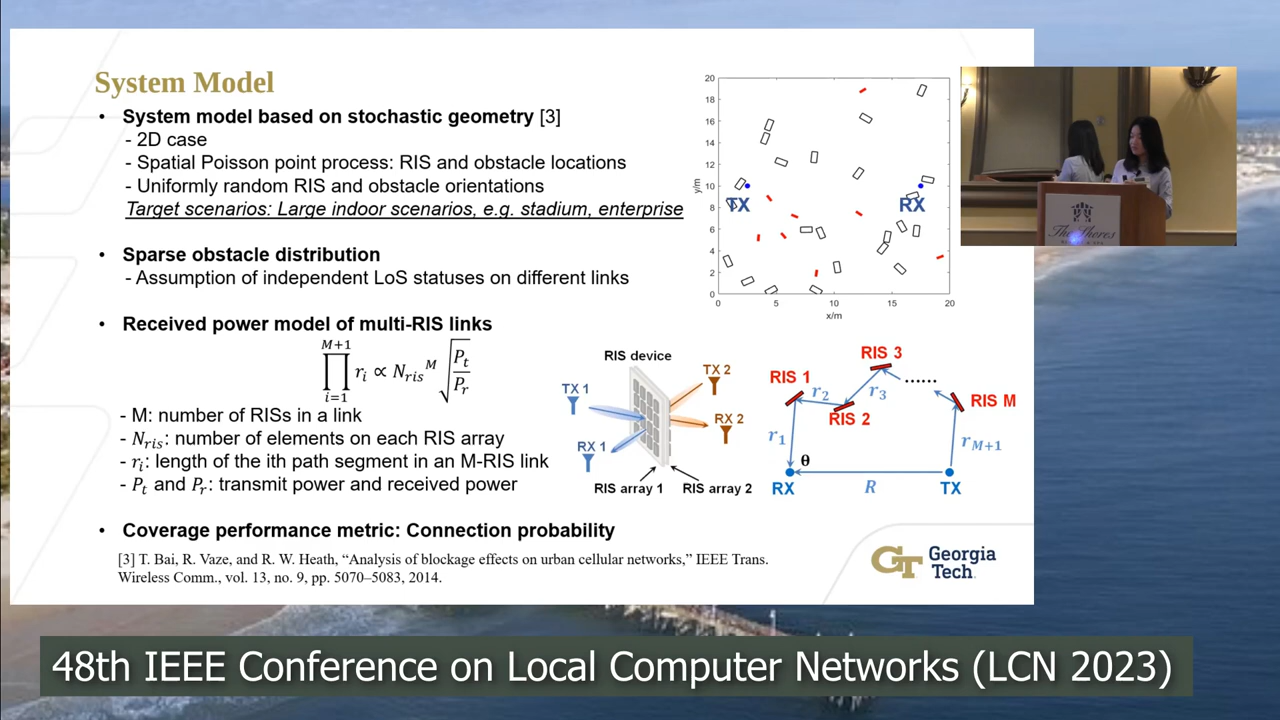 System Model
• System model based on stochastic geometry [3]
- 2D case
- Spatial Poisson point process: RIS and obstacle locations
- Uniformly random RIS and obstacle orientations
Target scenarios: Large indoor scenarios, e.g. stadium, enterprise
• Sparse obstacle distribution
- Assumption of independent LoS statuses on different links
• Received power model of multi-RIS links
∏_{i=1}^{M+1} r_i ∝ N_{ris}^M √(P_t/P_r)
- M: number of RISs in a link
- N_{ris}: number of elements on each RIS array
- r_i: length of the ith path segment in an M-RIS link
- P_t and P_r: transmit power and received power
• Coverage performance metric: Connection probability
[3] T. Bai, R. Vaze, and R. W. Heath, “Analysis of blockage effects on urban cellular networks,” IEEE Trans.
Wireless Comm., vol. 13, no. 9, pp. 5070–5083, 2014.
20
18
16
14
12
10
8
6
4
2
0
y/m
TX
RX
0 5 10 15 20
x/m
RIS device
TX 1
TX 2
RX 2
RX 1
RIS array 1 RIS array 2
RIS 3
RIS 1
......
r_2
r_3
RIS M
RIS 2
r_1
r_{M+1}
θ
RX
R
TX
GT Georgia
Tech
The Shores
48th IEEE Conference on Local Computer Networks (LCN 2023)